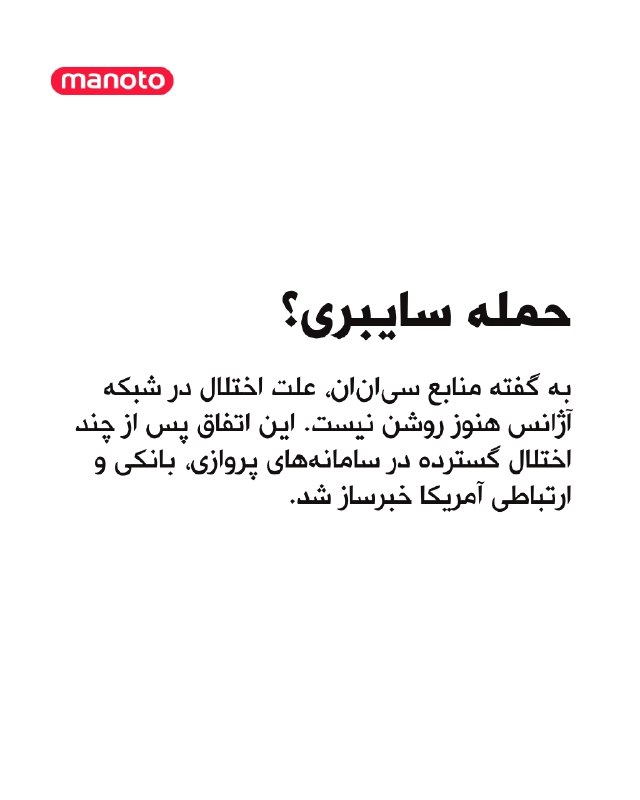 manoto
حمله سایبری؟
به گفته منابع سی‌ان‌ان، علت اختلال در شبکه
آژانس هنوز روشن نیست. این اتفاق پس از چند
اختلال گسترده در سامانه‌های پروازی، بانکی و
ارتباطی آمریکا خبرساز شد.